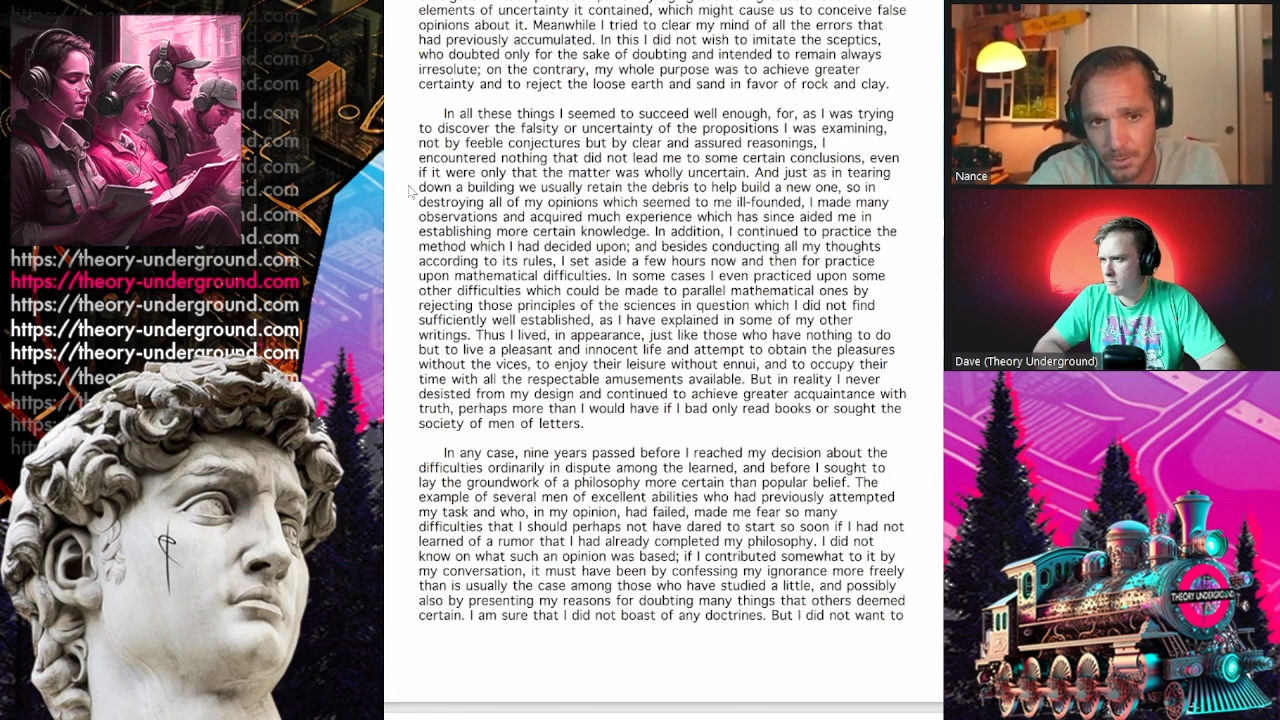 https://theory-underground.com
https://theory-underground.com
https://theory-underground.com
https://theory-underground.com
https://theory-underground.com
elements of uncertainty it contained, which might cause us to conceive false
opinions about it. Meanwhile I tried to clear my mind of all the errors that
had previously accumulated. In this I did not wish to imitate the sceptics,
who doubted only for the sake of doubting and intended to remain always
irresolute; on the contrary, my whole purpose was to achieve greater
certainty and to reject the loose earth and sand in favor of rock and clay.
In all these things I seemed to succeed well enough, for, as I was trying
to discover the falsity or uncertainty of the propositions I was examining,
not by feeble conjectures but by clear and assured reasonings, I
encountered nothing that did not lead me to some certain conclusions, even
if it were only that the matter was wholly uncertain. And just as in tearing
down a building we usually retain the debris to help build a new one, so in
destroying all of my opinions which seemed to me ill-founded, I made many
observations and acquired much experience which has since aided me in
establishing more certain knowledge. In addition, I continued to practice the
method which I had decided upon; and besides conducting all my thoughts
according to its rules, I set aside a few hours now and then for practice
upon mathematical difficulties. In some cases I even practiced upon some
other difficulties which could be made to parallel mathematical ones by
rejecting those principles of the sciences in question which I did not find
sufficiently well established, as I have explained in some of my other
writings. Thus I lived, in appearance, just like those who have nothing to do
but to live a pleasant and innocent life and attempt to obtain the pleasures
without the vices, to enjoy their leisure without ennui, and to occupy their
time with all the respectable amusements available. But in reality I never
desisted from my design and continued to achieve greater acquaintance with
truth, perhaps more than I would have if I bad only read books or sought the
society of men of letters.
In any case, nine years passed before I reached my decision about the
difficulties ordinarily in dispute among the learned, and before I sought to
lay the groundwork of a philosophy more certain than popular belief. The
example of several men of excellent abilities who had previously attempted
my task and who, in my opinion, had failed, made me fear so many
difficulties that I should perhaps not have dared to start so soon if I had not
learned of a rumor that I had already completed my philosophy. I did not
know on what such an opinion was based; if I contributed somewhat to it by
my conversation, it must have been by confessing my ignorance more freely
than is usually the case among those who have studied a little, and possibly
also by presenting my reasons for doubting many things that others deemed
certain. I am sure that I did not boast of any doctrines. But I did not want to
Nance
Dave (Theory Underground)
THEORY UNDERGROUND